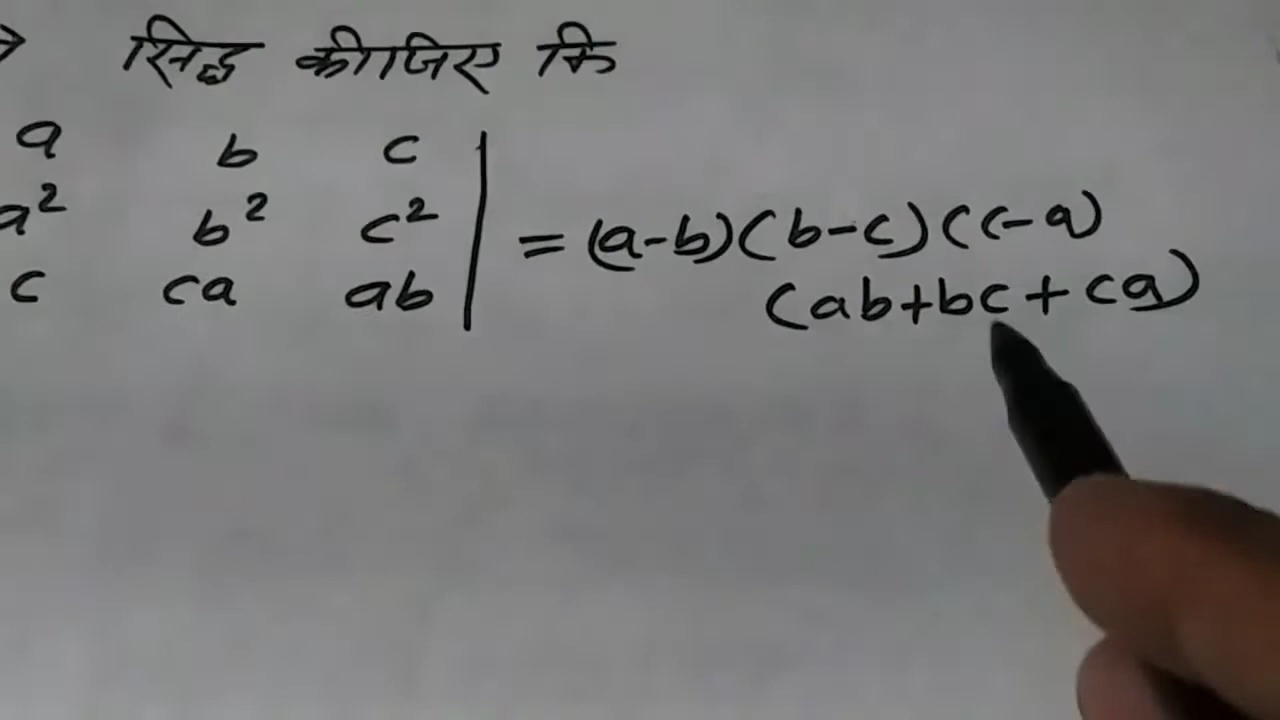 → सिद्ध कीजिए कि
a b c
a² b² c² = (a-b)(b-c)(c-a)
c ca ab (ab+bc+ca)